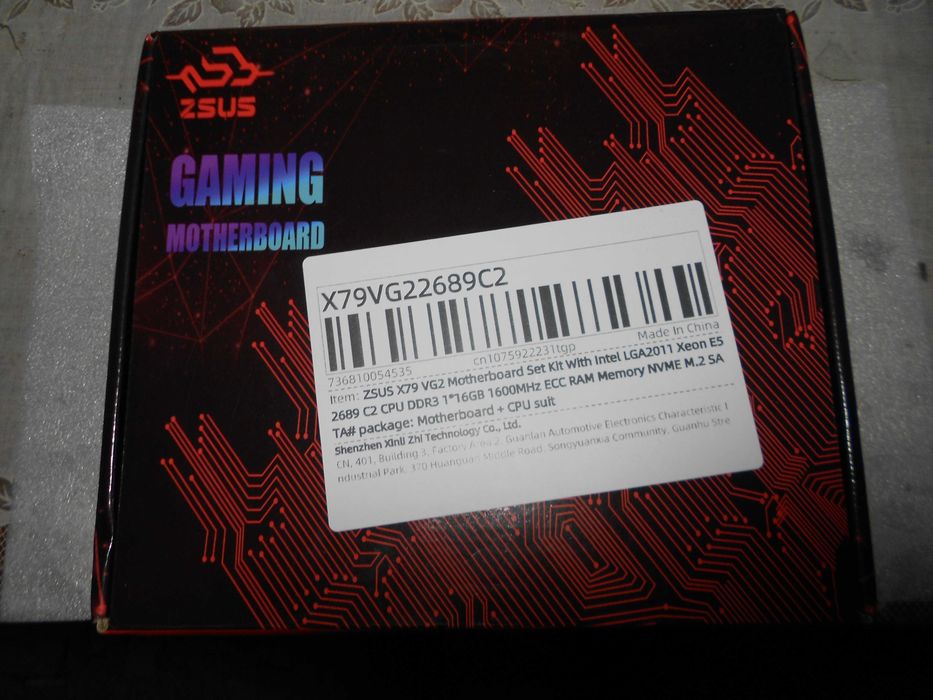 ZSUS
GAMING
MOTHERBOARD
X79VG22689C2
736810054535
cn1075922231tgp
Made In China
Item: ZSUS X79 VG2 Motherboard Set Kit With Intel LGA2011 Xeon E5
2689 C2 CPU DDR3 1*16GB 1600MHz ECC RAM Memory NVME M.2 SA
TA# package: Motherboard + CPU suit
Shenzhen Xinli Zhi Technology Co., Ltd.
CN, 401, Building 3, Factory Area 2, Guanlan Automotive Electronics Characteristic I
ndustrial Park, 370 Huanguan Middle Road, Songyuanxia Community, Guanhu Stre